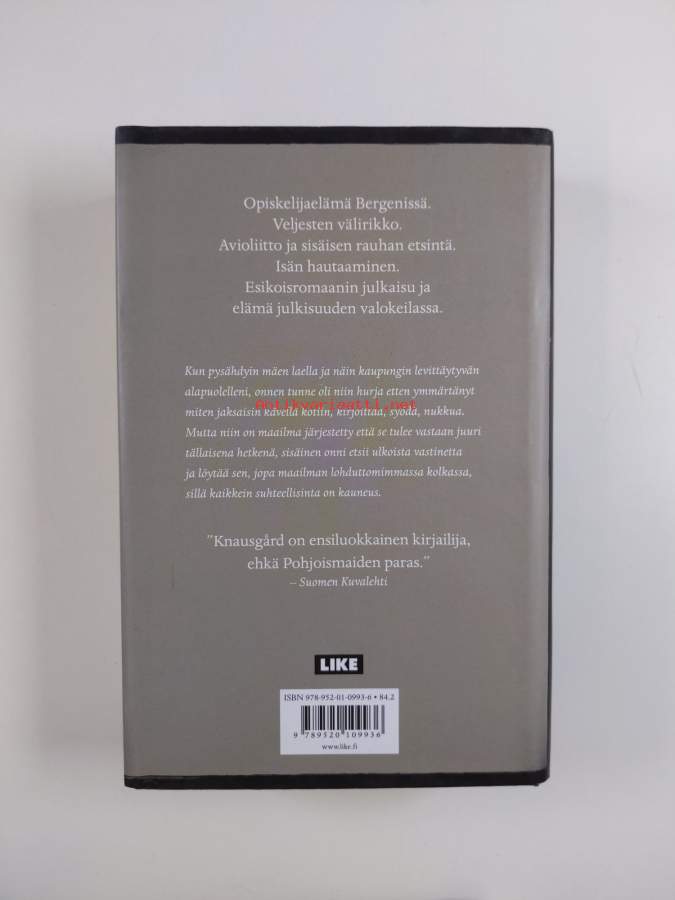 Opiskelijaelämä Bergenissä.
Veljesten välirikko.
Avioliitto ja sisäisen rauhan etsintä.
Isän hautaaminen.
Esikoisromaanin julkaisu ja
elämä julkisuuden valokeilassa.
Kun pysähdyin mäen laella ja näin kaupungin levittäytyvän
alapuolelleni, onnen tunne oli niin hurja etten ymmärtänyt
miten jaksaisin kävellä kotiin, kirjoittaa, syödä, nukkua.
Antikvariaatti.net
Mutta niin on maailma järjestetty että se tulee vastaan juuri
tällaisena hetkenä, sisäinen onni etsii ulkoista vastinetta
ja löytää sen, jopa maailman lohduttomimmassa kolkassa,
sillä kaikkein suhteellisinta on kauneus.
”Knausgård on ensiluokkainen kirjailija,
ehkä Pohjoismaiden paras.”
– Suomen Kuvalehti
LIKE
ISBN 978-952-01-0993-6 • 84.2
9 789520 109936
www.like.fi